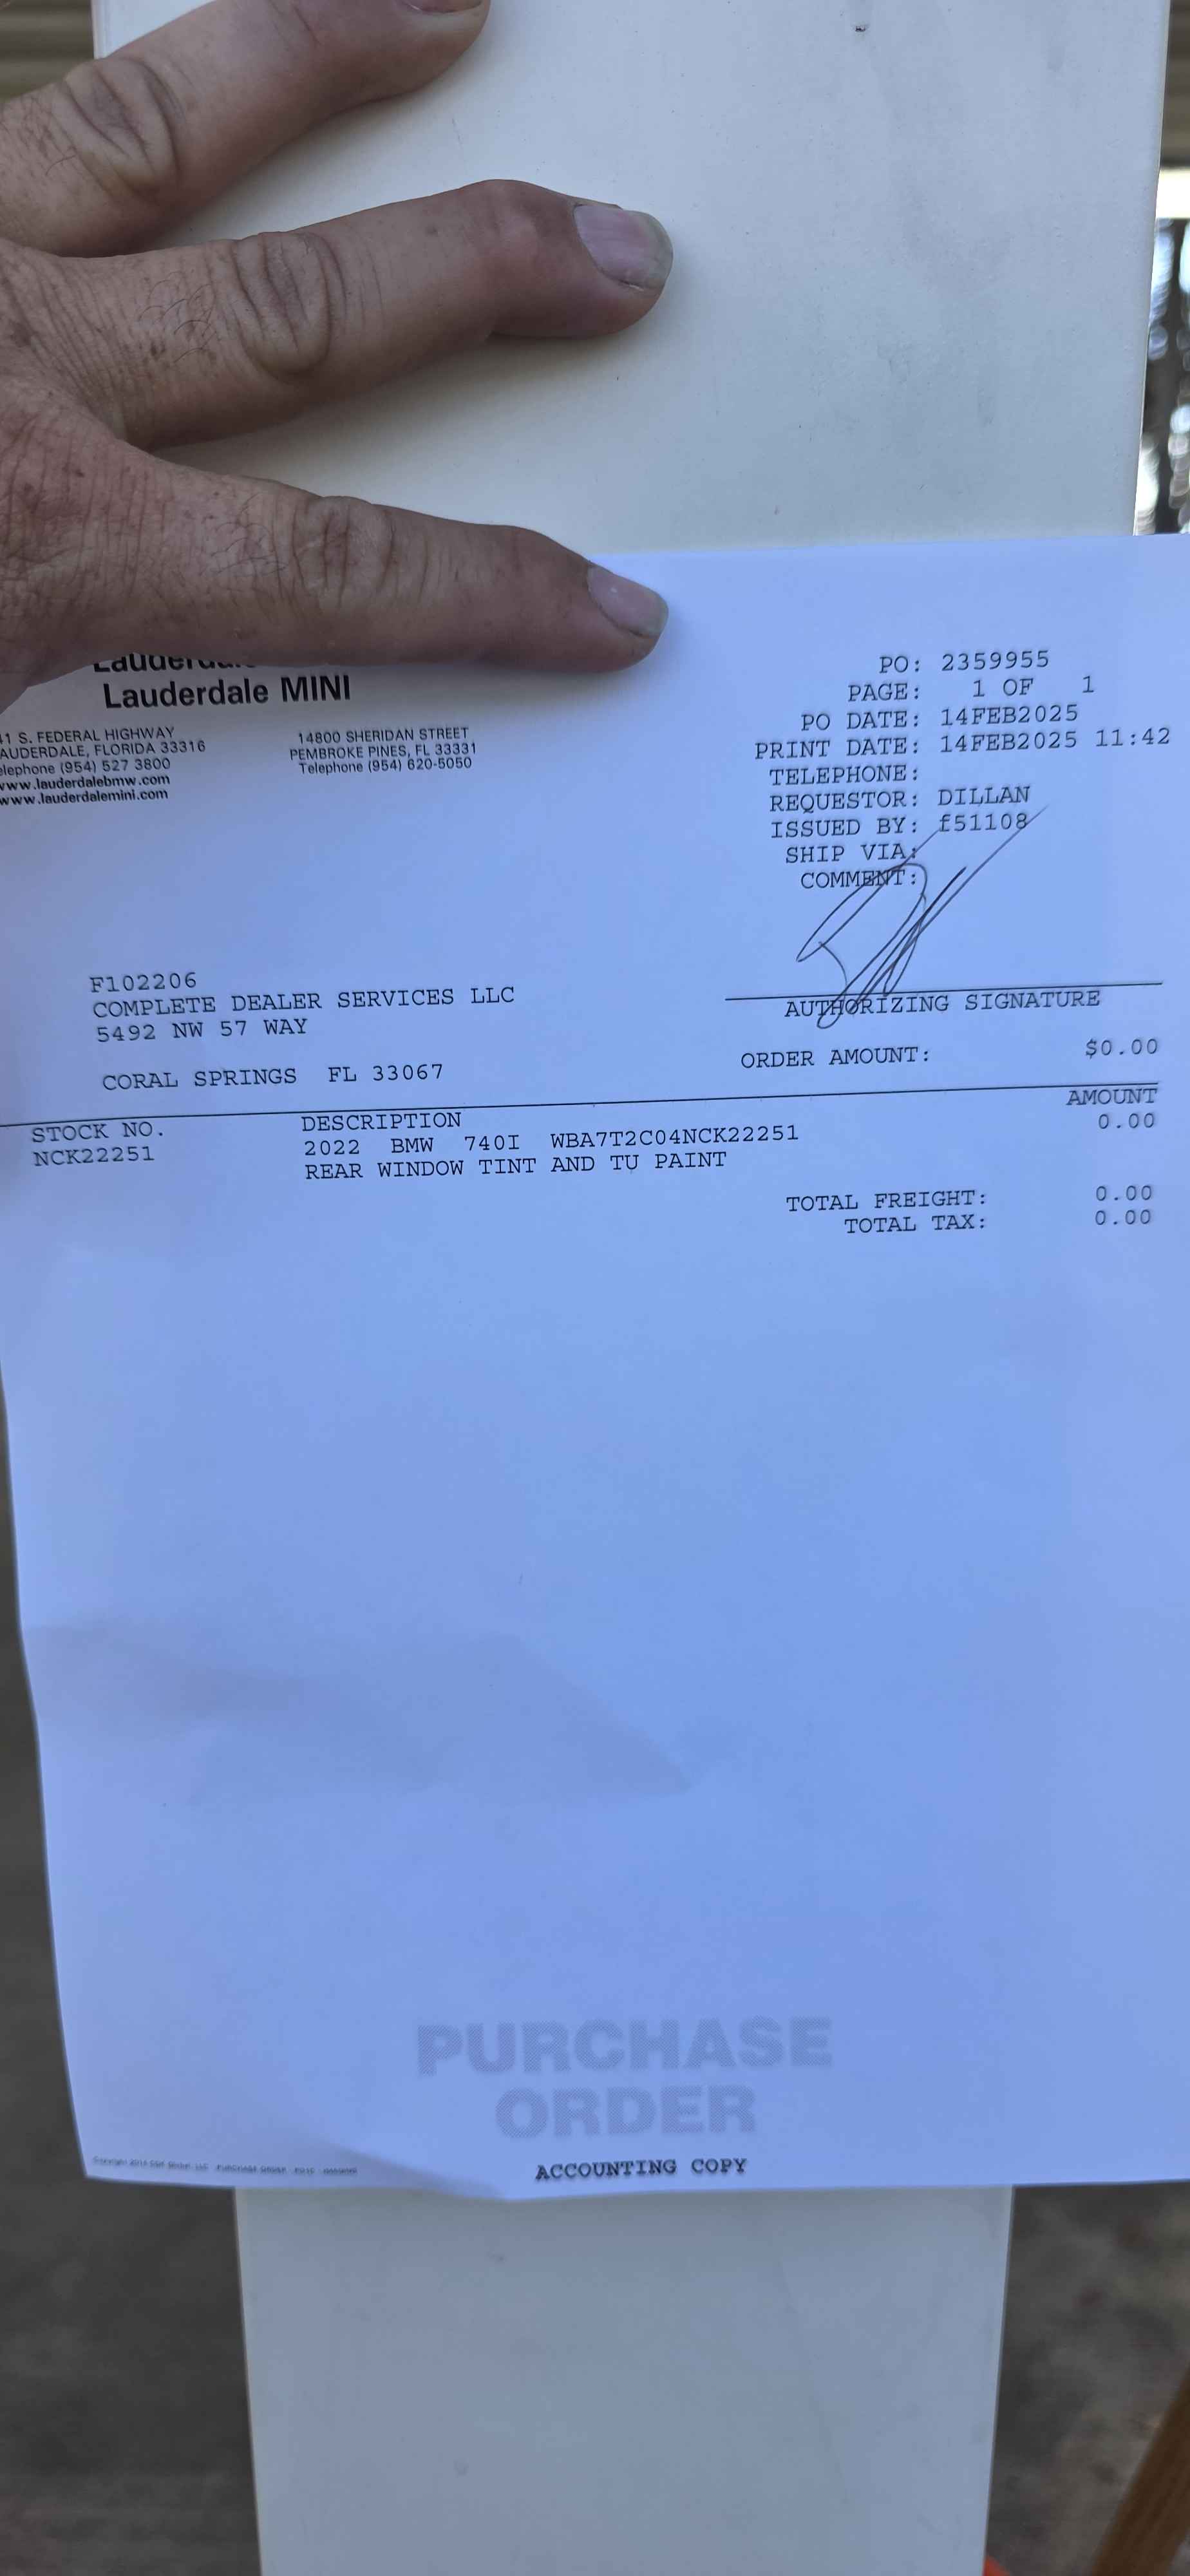 Lauderdale MINI
S. FEDERAL HIGHWAY
FLORIDA 33316
(954) 527 3800
www.lauderdalebmw.com
www.lauderdalemini.com
14800 SHERIDAN STREET
PEMBROKE PINES, FL 33331
Telephone (954) 620-5050
PO: 2359955
PAGE: 1 OF 1
PO DATE: 14FEB2025
PRINT DATE: 14FEB2025 11:42
TELEPHONE:
REQUESTOR: DILLAN
ISSUED BY: f51108
SHIP VIA:
COMMENT:
AUTHORIZING SIGNATURE
F102206
COMPLETE DEALER SERVICES LLC
5492 NW 57 WAY
CORAL SPRINGS FL 33067
ORDER AMOUNT: $0.00
STOCK NO. DESCRIPTION AMOUNT
NCK22251 2022 BMW 740I WBA7T2C04NCK22251 0.00
REAR WINDOW TINT AND TU PAINT
TOTAL FREIGHT: 0.00
TOTAL TAX: 0.00
PURCHASE
ORDER
ACCOUNTING COPY